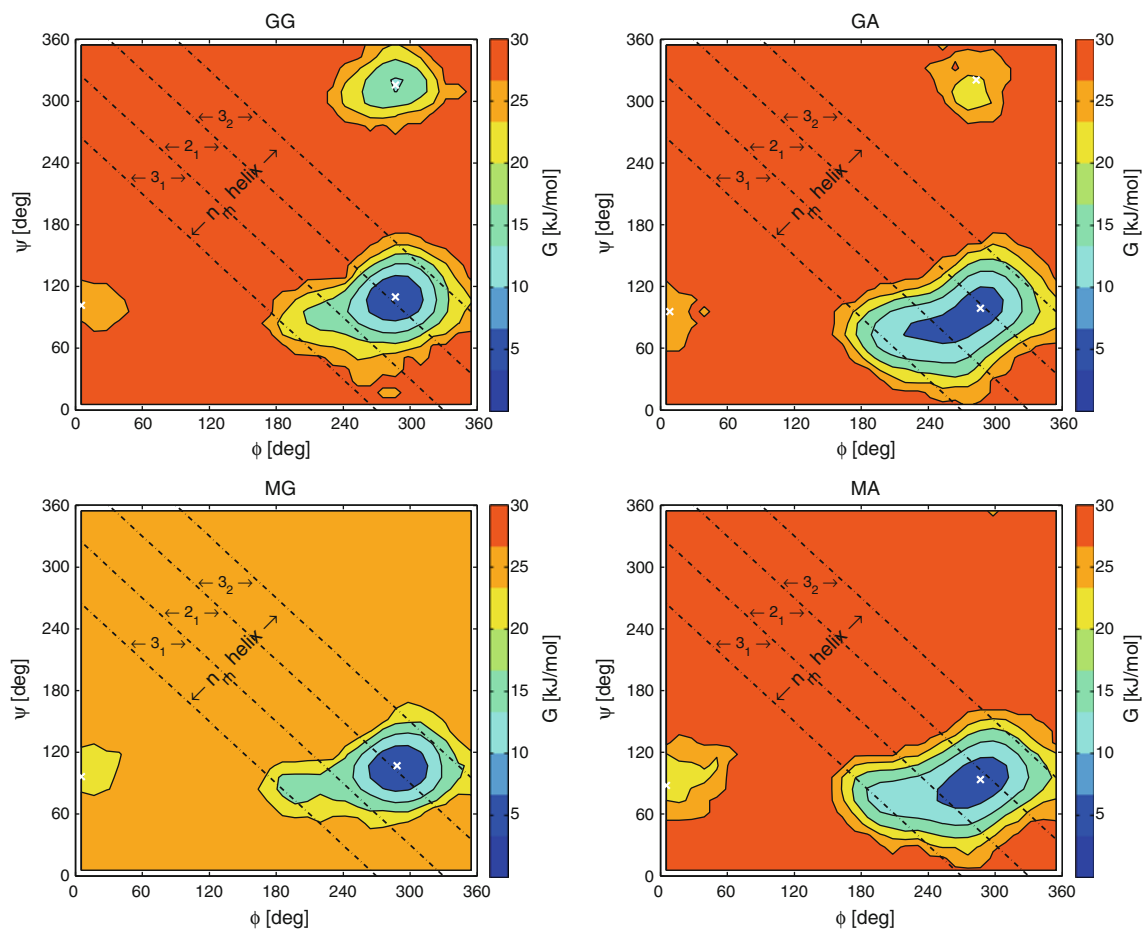 GG
360
300
240
180
120
60
0
ψ [deg]
0 60 120 180 240 300 360
φ [deg]
← 3₂ →
← 2₁ →
← 3₁ →
← nₘ helix →
30
25
20
15
10
5
G [kJ/mol]
GA
360
300
240
180
120
60
0
ψ [deg]
0 60 120 180 240 300 360
φ [deg]
← 3₂ →
← 2₁ →
← 3₁ →
← nₘ helix →
30
25
20
15
10
5
G [kJ/mol]
MG
360
300
240
180
120
60
0
ψ [deg]
0 60 120 180 240 300 360
φ [deg]
← 3₂ →
← 2₁ →
← 3₁ →
← nₘ helix →
30
25
20
15
10
5
G [kJ/mol]
MA
360
300
240
180
120
60
0
ψ [deg]
0 60 120 180 240 300 360
φ [deg]
← 3₂ →
← 2₁ →
← 3₁ →
← nₘ helix →
30
25
20
15
10
5
G [kJ/mol]